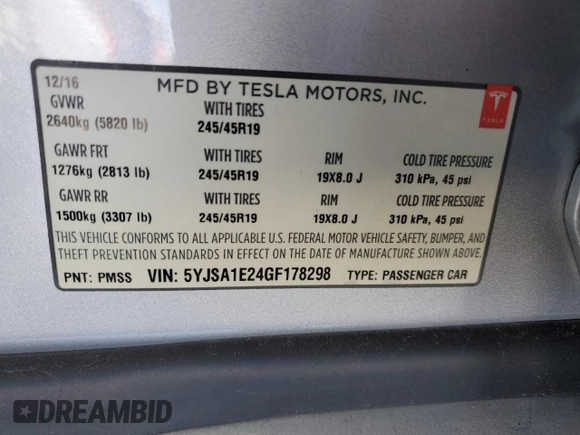 12/16
MFD BY TESLA MOTORS, INC.
TESLA
GVWR WITH TIRES
2640kg (5820 lb) 245/45R19
GAWR FRT WITH TIRES RIM COLD TIRE PRESSURE
1276kg (2813 lb) 245/45R19 19X8.0 J 310 kPa, 45 psi
GAWR RR WITH TIRES RIM COLD TIRE PRESSURE
1500kg (3307 lb) 245/45R19 19X8.0 J 310 kPa, 45 psi
THIS VEHICLE CONFORMS TO ALL APPLICABLE U.S. FEDERAL MOTOR VEHICLE SAFETY, BUMPER, AND
THEFT PREVENTION STANDARDS IN EFFECT ON THE DATE OF MANUFACTURE SHOWN ABOVE.
PNT: PMSS VIN: 5YJSA1E24GF178298 TYPE: PASSENGER CAR
DREAMBID